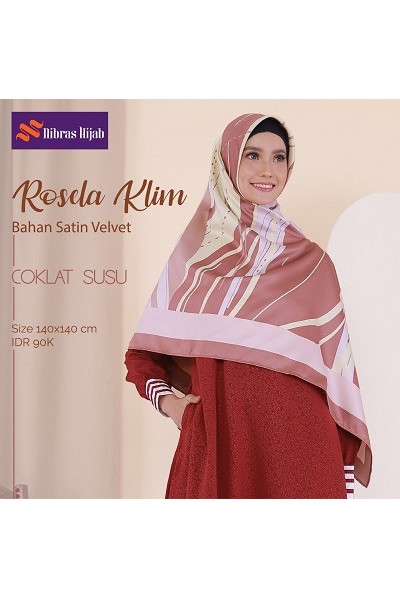 Nibras Hijab
Rosela Klim
Bahan Satin Velvet
COKLAT SUSU
Size 140x140 cm
IDR 90K